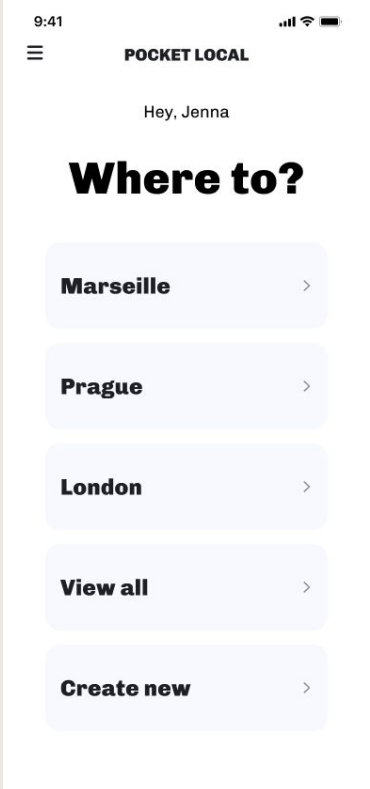 9:41
POCKET LOCAL
Hey, Jenna
Where to?
Marseille
Prague
London
View all
Create new